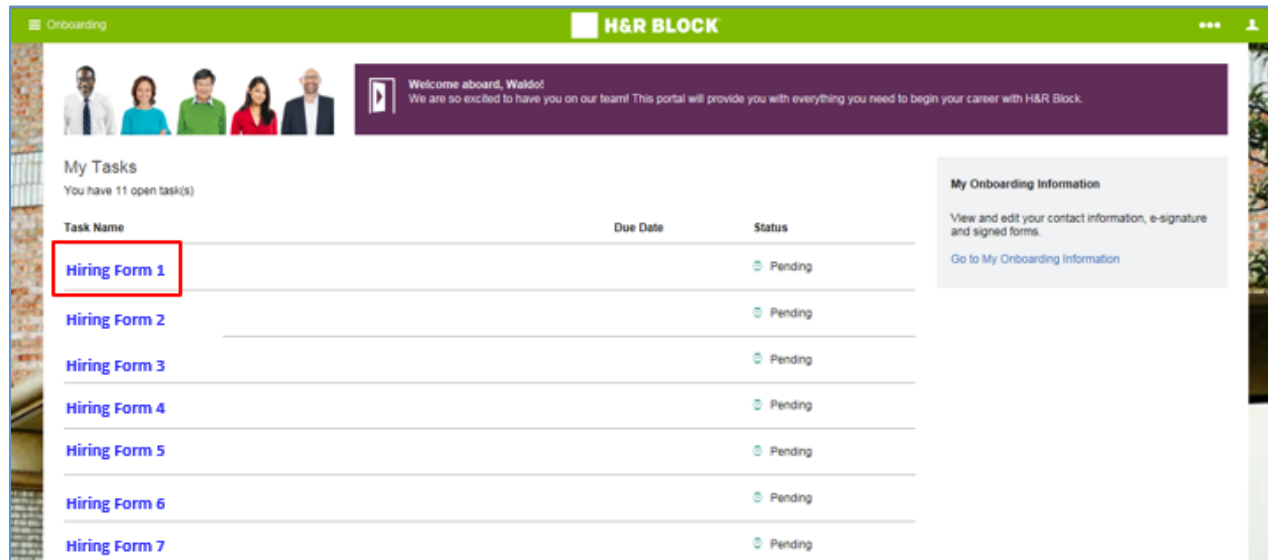 Onboarding
H&R BLOCK
Welcome aboard, Waldo!
We are so excited to have you on our team! This portal will provide you with everything you need to begin your career with H&R Block.
My Tasks
You have 11 open task(s)
Task Name Due Date Status
Hiring Form 1 Pending
Hiring Form 2 Pending
Hiring Form 3 Pending
Hiring Form 4 Pending
Hiring Form 5 Pending
Hiring Form 6 Pending
Hiring Form 7 Pending
My Onboarding Information
View and edit your contact information, e-signature
and signed forms.
Go to My Onboarding Information